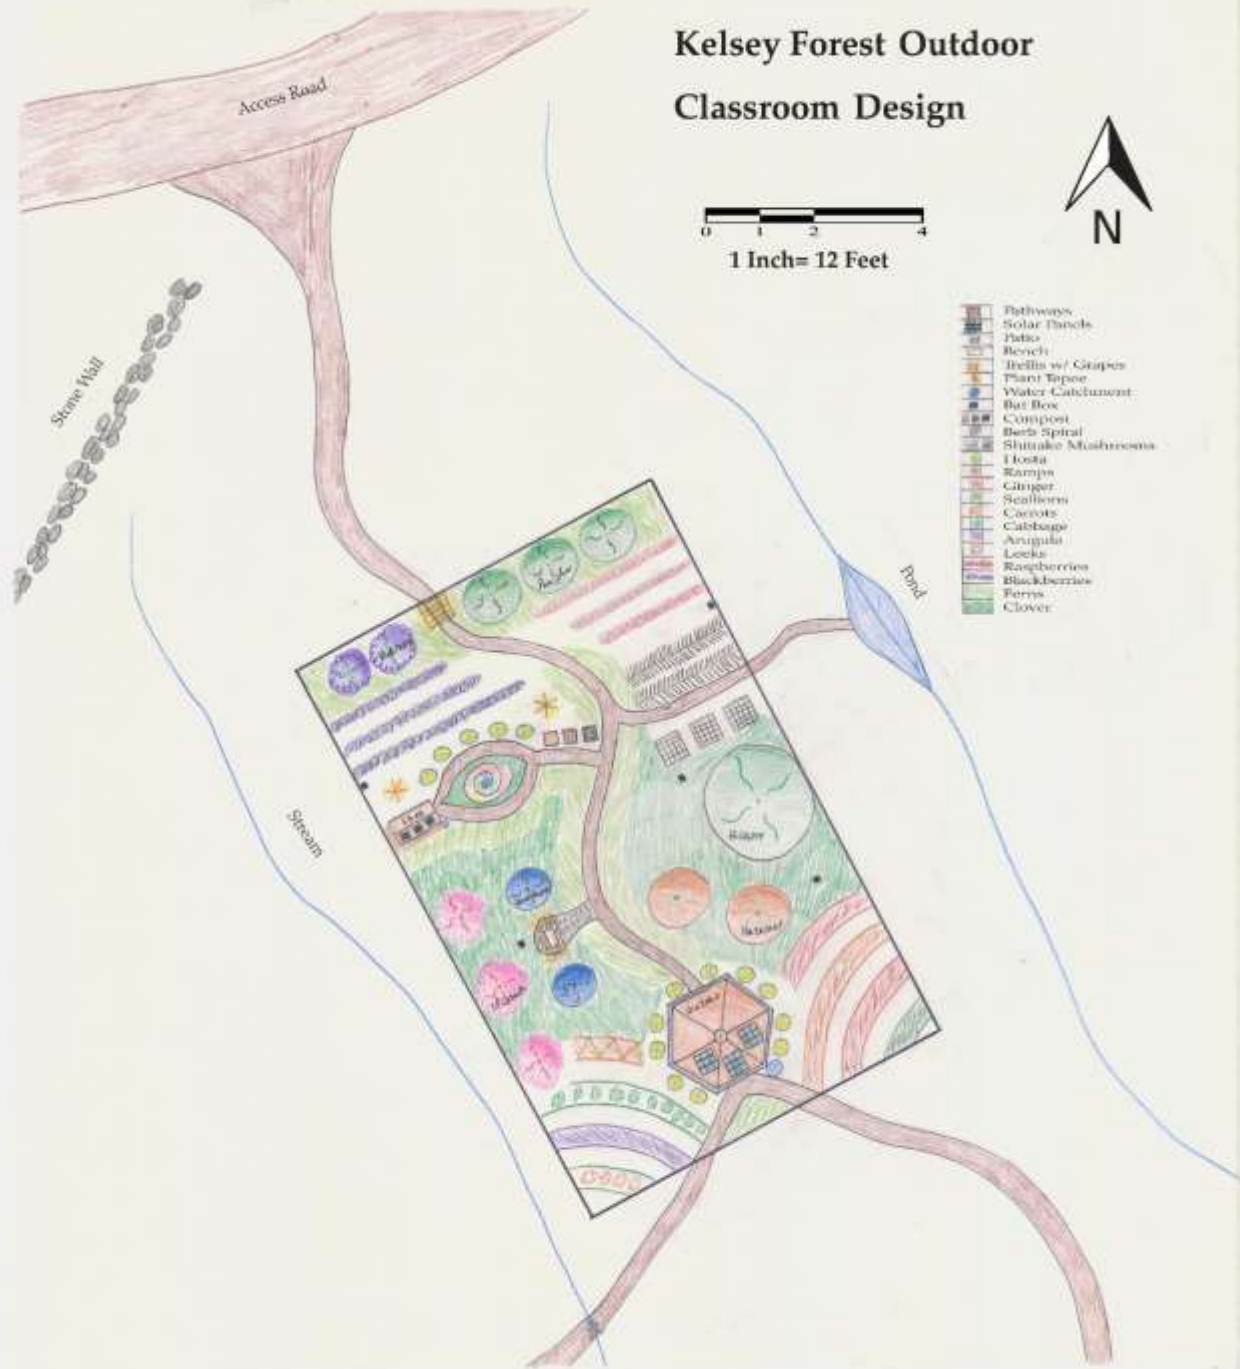 Kelsey Forest Outdoor
Classroom Design
Access Road
N
0 1 2 4
1 Inch= 12 Feet
Pathways
Solar Panels
Patio
Bench
Trellis w/ Grapes
Plant Tepee
Water Catchment
Bat Box
Compost
Herb Spiral
Shiitake Mushrooms
Hosta
Ramps
Ginger
Scallions
Carrots
Cabbage
Arugula
Leeks
Raspberries
Blackberries
Ferns
Clover
Stone Wall
Pond
Stream
Hickory
Hazelnut